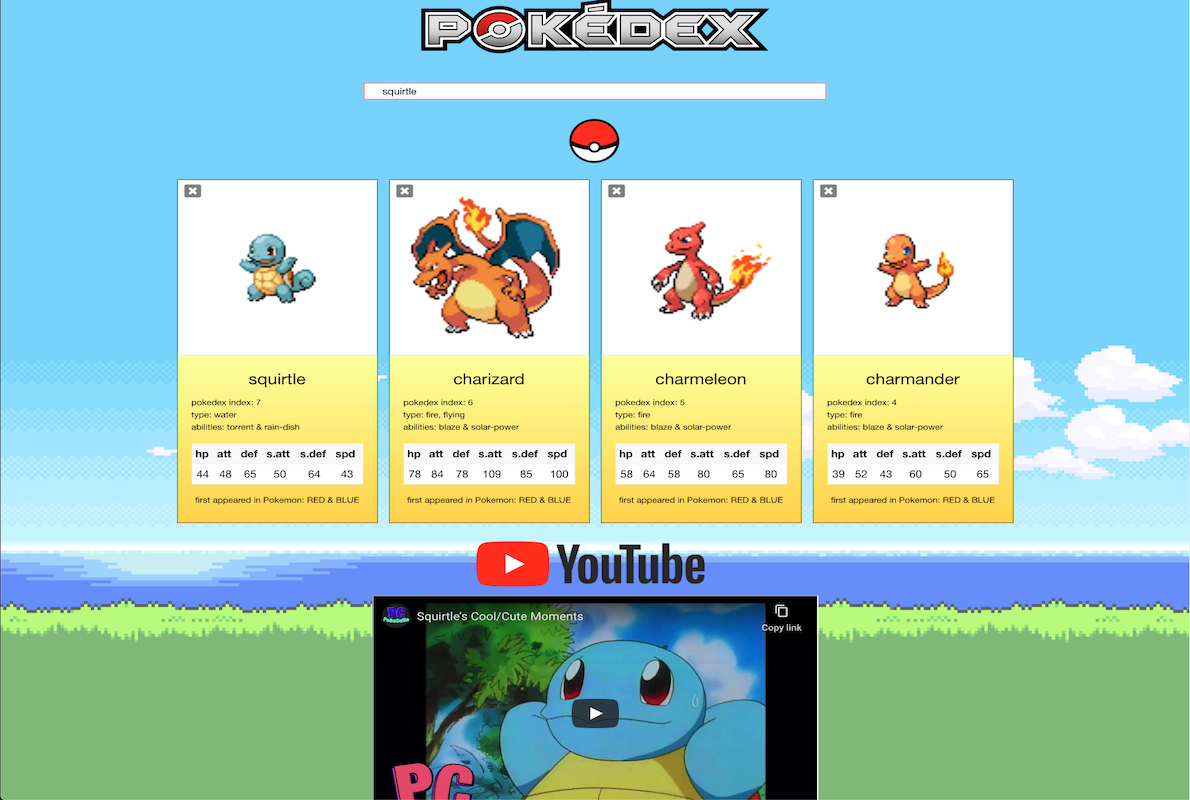 POKÉDEX
squirtle
squirtle
pokedex index: 7
type: water
abilities: torrent & rain-dish
hp att def s.att s.def spd
44 48 65 50 64 43
first appeared in Pokemon: RED & BLUE
charizard
pokedex index: 6
type: fire, flying
abilities: blaze & solar-power
hp att def s.att s.def spd
78 84 78 109 85 100
first appeared in Pokemon: RED & BLUE
charmeleon
pokedex index: 5
type: fire
abilities: blaze & solar-power
hp att def s.att s.def spd
58 64 58 80 65 80
first appeared in Pokemon: RED & BLUE
charmander
pokedex index: 4
type: fire
abilities: blaze & solar-power
hp att def s.att s.def spd
39 52 43 60 50 65
first appeared in Pokemon: RED & BLUE
YouTube
PC
Squirtle's Cool/Cute Moments
Copy link
PC